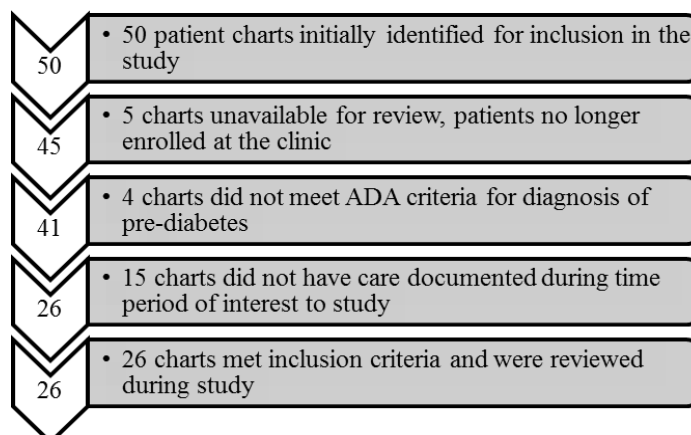 50
• 50 patient charts initially identified for inclusion in the
study
45
• 5 charts unavailable for review, patients no longer
enrolled at the clinic
41
• 4 charts did not meet ADA criteria for diagnosis of
pre-diabetes
26
• 15 charts did not have care documented during time
period of interest to study
26
• 26 charts met inclusion criteria and were reviewed
during study